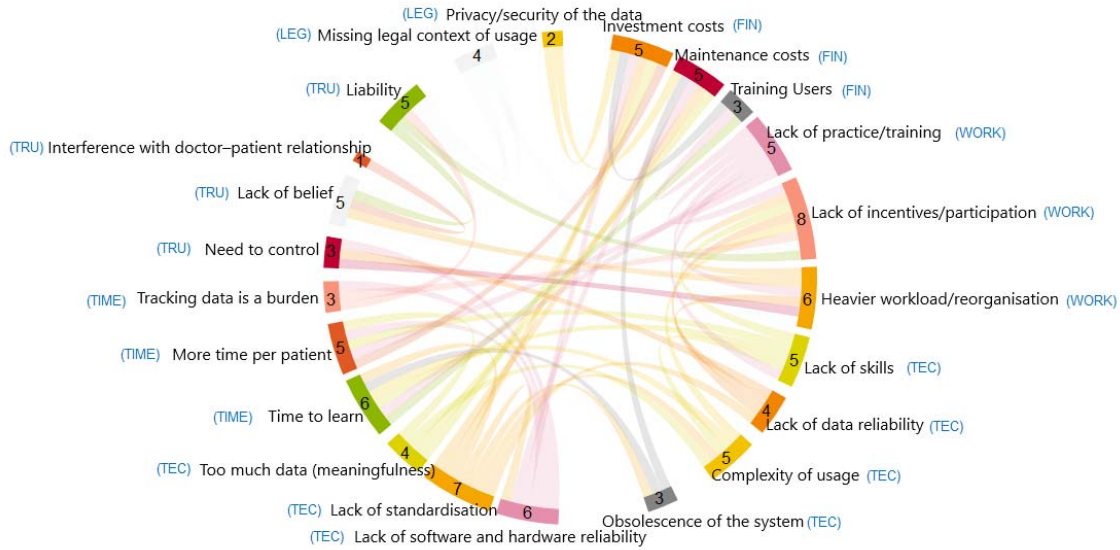 (LEG) Privacy/security of the data
2
Investment costs (FIN)
5
Maintenance costs (FIN)
5
Training Users (FIN)
3
Lack of practice/training (WORK)
5
Lack of incentives/participation (WORK)
8
Heavier workload/reorganisation (WORK)
6
Lack of skills (TEC)
5
Lack of data reliability (TEC)
4
Complexity of usage (TEC)
5
Obsolescence of the system (TEC)
3
(TEC) Lack of software and hardware reliability
6
(TEC) Lack of standardisation
7
(TEC) Too much data (meaningfulness)
4
(TIME) Time to learn
6
(TIME) More time per patient
5
(TIME) Tracking data is a burden
3
(TRU) Need to control
3
(TRU) Lack of belief
5
(TRU) Interference with doctor–patient relationship
1
(TRU) Liability
5
(LEG) Missing legal context of usage
4